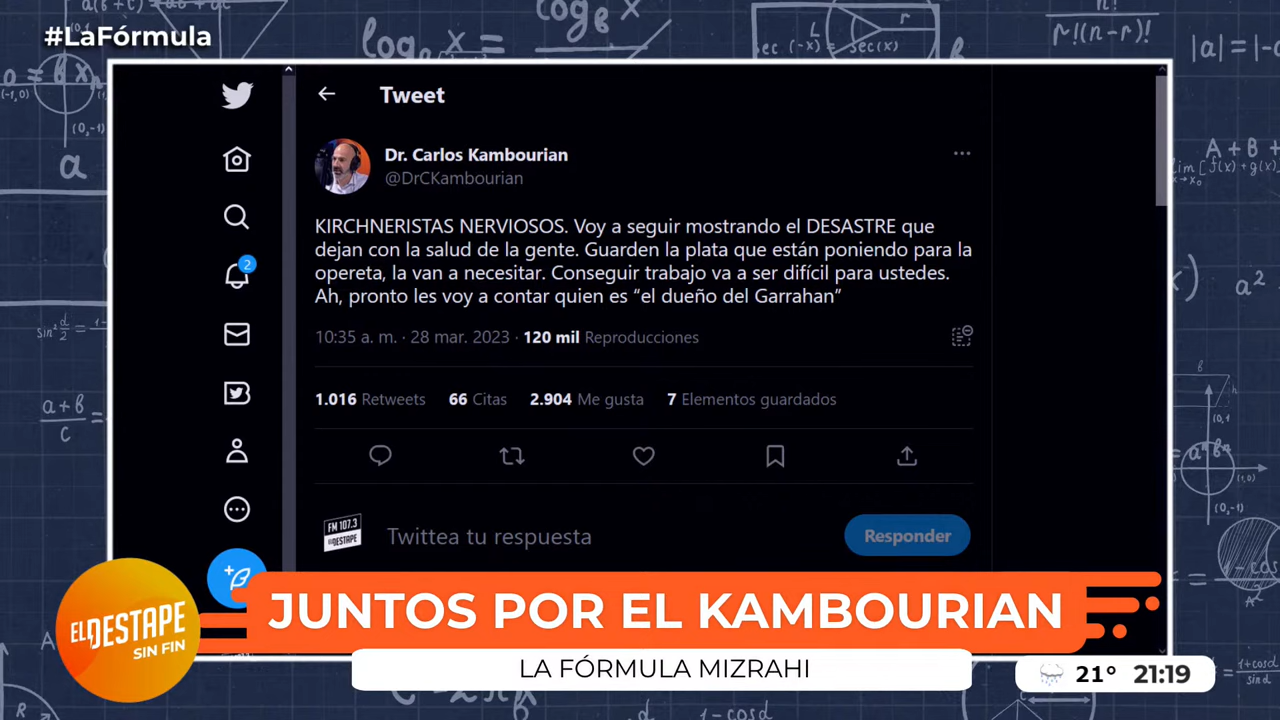 #LaFórmula
Tweet
Dr. Carlos Kambourian
@DrCKambourian
KIRCHNERISTAS NERVIOSOS. Voy a seguir mostrando el DESASTRE que
dejan con la salud de la gente. Guarden la plata que están poniendo para la
opereta, la van a necesitar. Conseguir trabajo va a ser difícil para ustedes.
Ah, pronto les voy a contar quien es “el dueño del Garrahan”
10:35 a. m. · 28 mar. 2023 · 120 mil Reproducciones
1.016 Retweets 66 Citas 2.904 Me gusta 7 Elementos guardados
2
FM 107.3
EL DESTAPE
Twittea tu respuesta
Responder
JUNTOS POR EL KAMBOURIAN
EL DESTAPE
SIN FIN
LA FÓRMULA MIZRAHI
21° 21:19